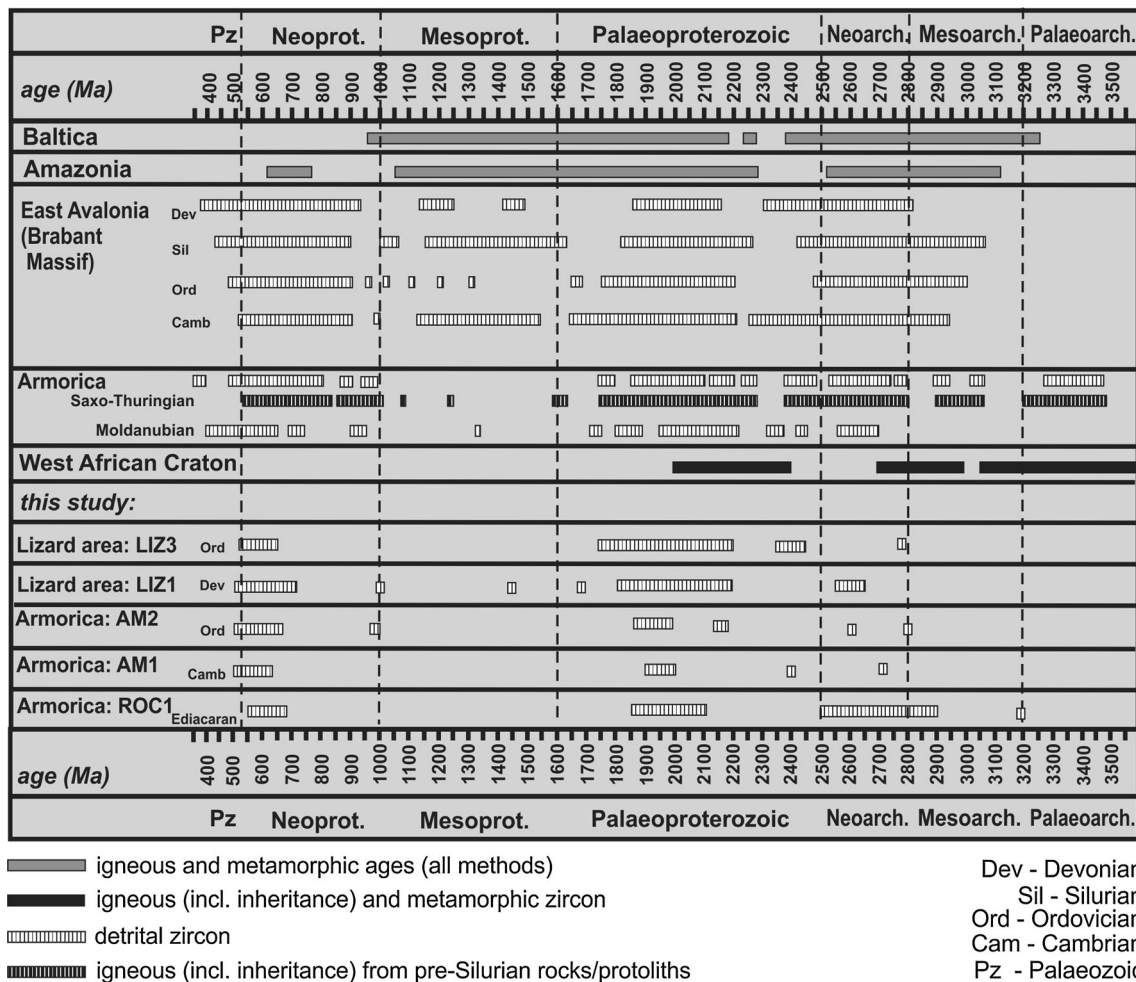 Pz Neoprot. Mesoprot. Palaeoproterozoic Neoarch. Mesoarch. Palaeoarch.
age (Ma) 400 500 600 700 800 900 1000 1100 1200 1300 1400 1500 1600 1700 1800 1900 2000 2100 2200 2300 2400 2500 2600 2700 2800 2900 3000 3100 3200 3300 3400 3500
Baltica
Amazonia
East Avalonia Dev
(Brabant
Massif) Sil
Ord
Camb
Armorica
Saxo-Thuringian
Moldanubian
West African Craton
this study:
Lizard area: LIZ3 Ord
Lizard area: LIZ1 Dev
Armorica: AM2 Ord
Armorica: AM1 Camb
Armorica: ROC1 Ediacaran
age (Ma) 400 500 600 700 800 900 1000 1100 1200 1300 1400 1500 1600 1700 1800 1900 2000 2100 2200 2300 2400 2500 2600 2700 2800 2900 3000 3100 3200 3300 3400 3500
Pz Neoprot. Mesoprot. Palaeoproterozoic Neoarch. Mesoarch. Palaeoarch.
igneous and metamorphic ages (all methods)
igneous (incl. inheritance) and metamorphic zircon
detrital zircon
igneous (incl. inheritance) from pre-Silurian rocks/protoliths
Dev - Devonian
Sil - Silurian
Ord - Ordovician
Cam - Cambrian
Pz - Palaeozoic